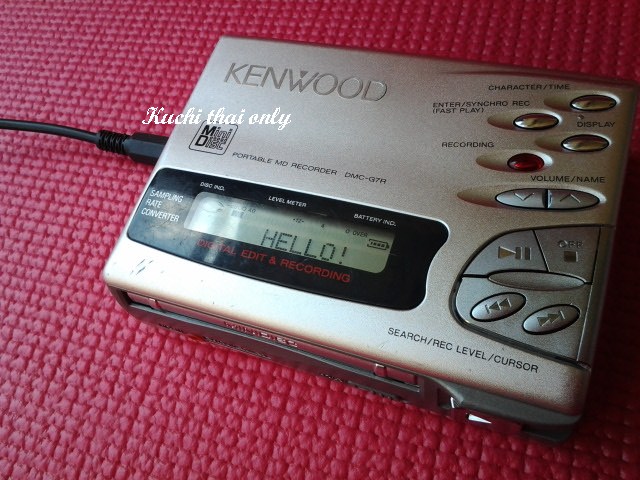 KENWOOD
Kuchi thai only
Mini
Disc
PORTABLE MD RECORDER DMC-G7R
CHARACTER/TIME
ENTER/SYNCHRO REC
(FAST PLAY)
DISPLAY
RECORDING
VOLUME/NAME
SAMPLING
RATE
CONVERTER
DISC IND.
LEVEL METER
BATTERY IND.
OVER
HELLO!
DIGITAL EDIT & RECORDING
OFF
SEARCH/REC LEVEL/CURSOR